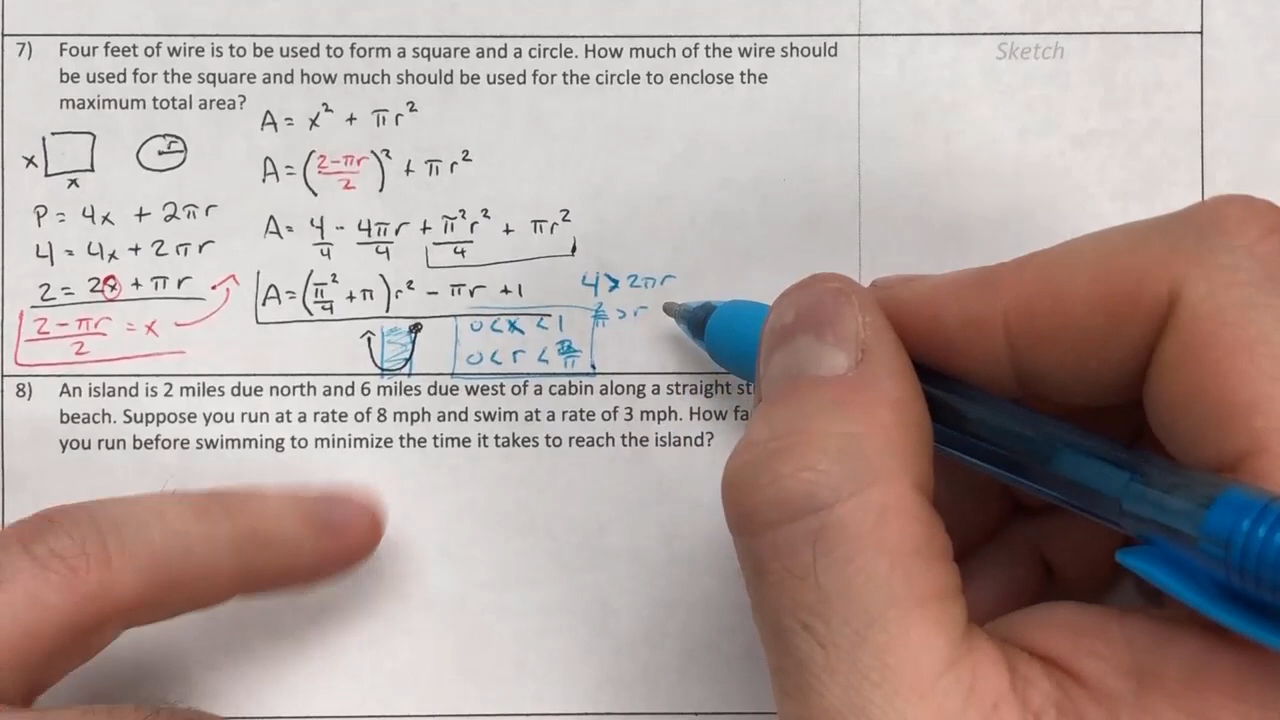 7) Four feet of wire is to be used to form a square and a circle. How much of the wire should
be used for the square and how much should be used for the circle to enclose the
maximum total area?
Sketch
x
x
r
P = 4x + 2πr
4 = 4x + 2πr
2 = 2x + πr
(2-πr)/2 = x
A = x² + πr²
A = ((2-πr)/2)² + πr²
A = 4/4 - 4πr/4 + π²r²/4 + πr²
A = (π²/4 + π)r² - πr + 1
4 > 2πr
2/π > r
0 < x < 1
0 < r < 2/π
8) An island is 2 miles due north and 6 miles due west of a cabin along a straight
beach. Suppose you run at a rate of 8 mph and swim at a rate of 3 mph. How
you run before swimming to minimize the time it takes to reach the island?